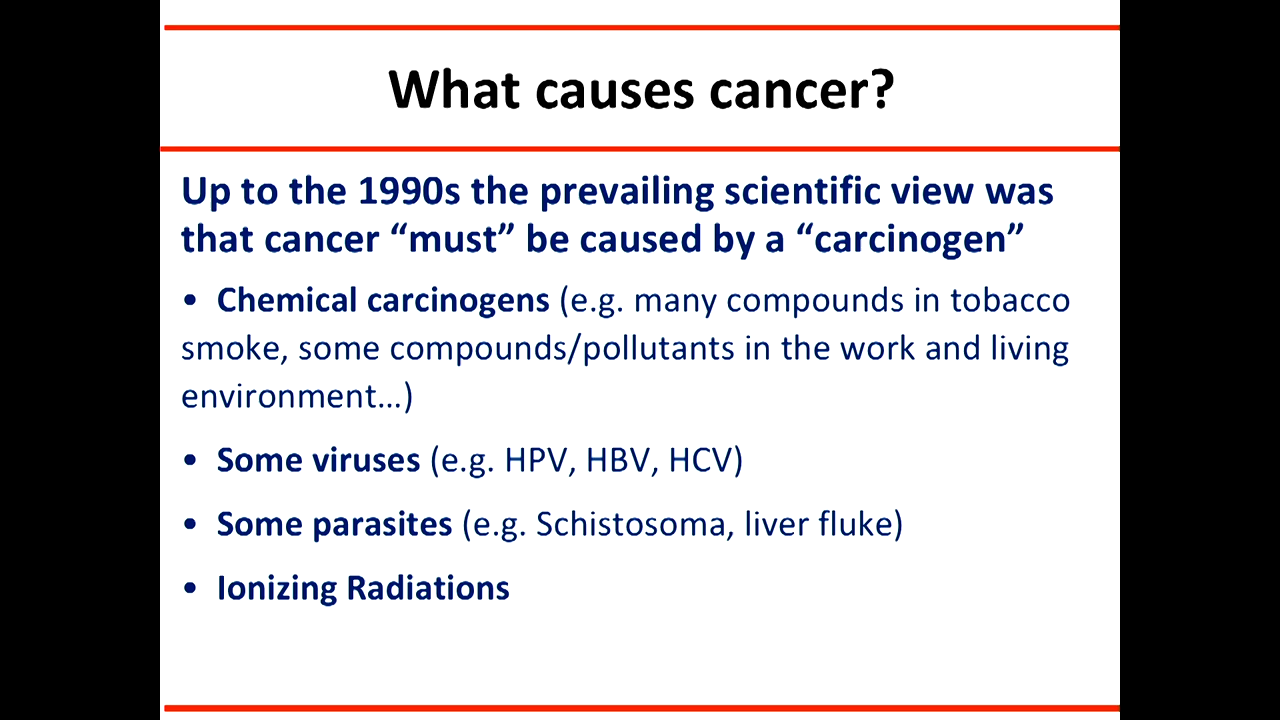 What causes cancer?
Up to the 1990s the prevailing scientific view was
that cancer “must” be caused by a “carcinogen”
• Chemical carcinogens (e.g. many compounds in tobacco
smoke, some compounds/pollutants in the work and living
environment…)
• Some viruses (e.g. HPV, HBV, HCV)
• Some parasites (e.g. Schistosoma, liver fluke)
• Ionizing Radiations